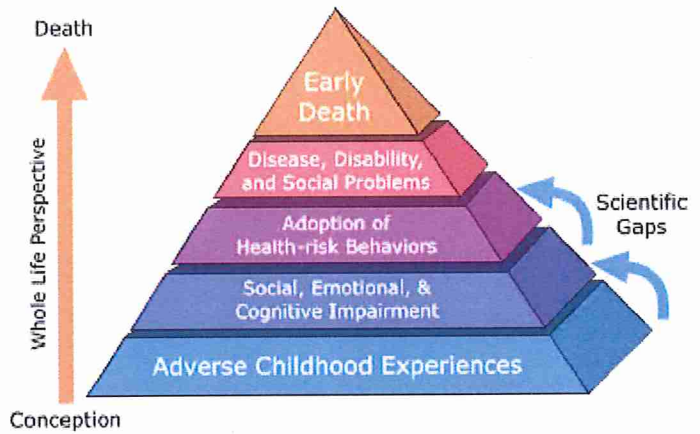 Death
Early
Death
Disease, Disability,
and Social Problems
Adoption of
Health-risk Behaviors
Social, Emotional, &
Cognitive Impairment
Adverse Childhood Experiences
Scientific
Gaps
Whole Life Perspective
Conception